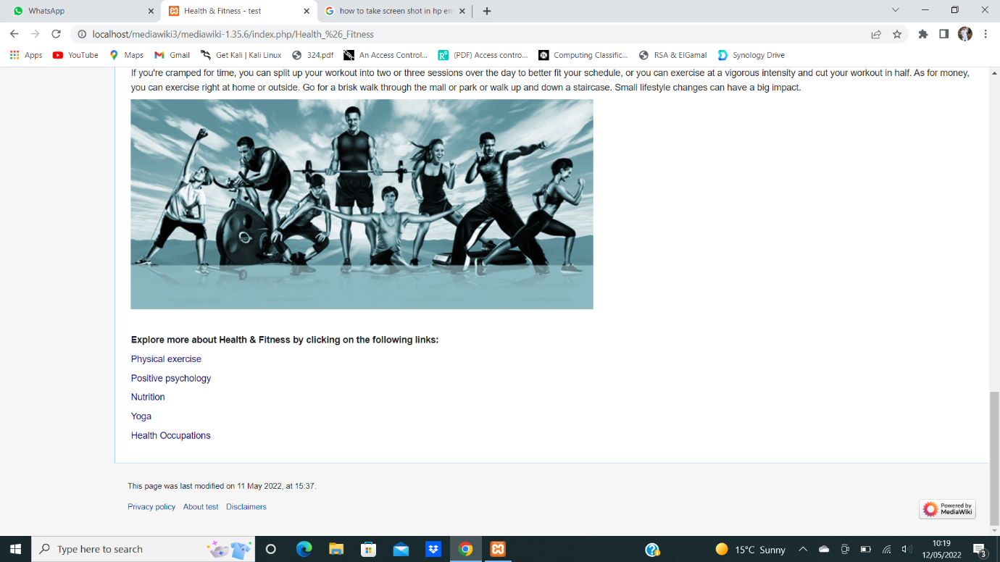 WhatsApp
Health & Fitness - test
how to take screen shot in hp en
localhost/mediawiki3/mediawiki-1.35.6/index.php/Health_%26_Fitness
Apps YouTube Maps Gmail Get Kali | Kali Linux 324.pdf An Access Control... (PDF) Access contro... Computing Classific... RSA & ElGamal Synology Drive
If you're cramped for time, you can split up your workout into two or three sessions over the day to better fit your schedule, or you can exercise at a vigorous intensity and cut your workout in half. As for money,
you can exercise right at home or outside. Go for a brisk walk through the mall or park or walk up and down a staircase. Small lifestyle changes can have a big impact.
Explore more about Health & Fitness by clicking on the following links:
Physical exercise
Positive psychology
Nutrition
Yoga
Health Occupations
This page was last modified on 11 May 2022, at 15:37.
Privacy policy About test Disclaimers
Powered by
MediaWiki
Type here to search
15°C Sunny
10:19
12/05/2022
3